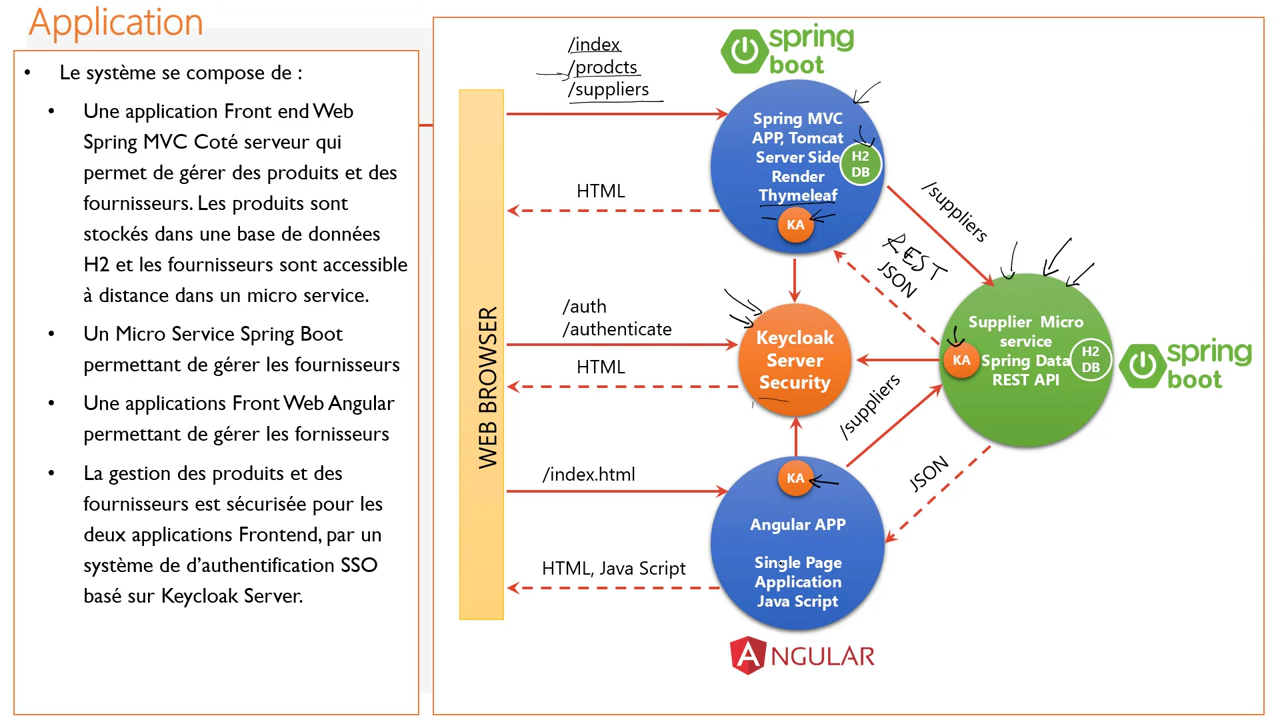 Application
• Le système se compose de :
• Une application Front end Web
Spring MVC Coté serveur qui
permet de gérer des produits et des
fournisseurs. Les produits sont
stockés dans une base de données
H2 et les fournisseurs sont accessible
à distance dans un micro service.
• Un Micro Service Spring Boot
permettant de gérer les fournisseurs
• Une applications Front Web Angular
permettant de gérer les fornisseurs
• La gestion des produits et des
fournisseurs est sécurisée pour les
deux applications Frontend, par un
système de d'authentification SSO
basé sur Keycloak Server.
WEB BROWSER
/index
/prodcts
/suppliers
HTML
/auth
/authenticate
HTML
/index.html
HTML, Java Script
spring
boot
Spring MVC
APP, Tomcat
Server Side
Render
Thymeleaf
H2
DB
KA
/suppliers
REST
JSON
Keycloak
Server
Security
/suppliers
JSON
Supplier Micro
service
Spring Data
REST API
KA
H2
DB
spring
boot
KA
Angular APP
Single Page
Application
Java Script
ANGULAR